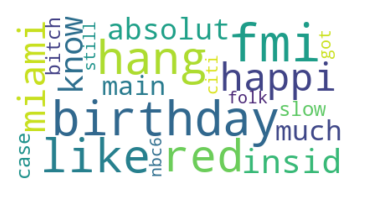 absolut
fmi
hang
know
bitch
still
got
miami
citi
happi
main
folk
birthday
slow
much
case
nbc6
like
red
insid